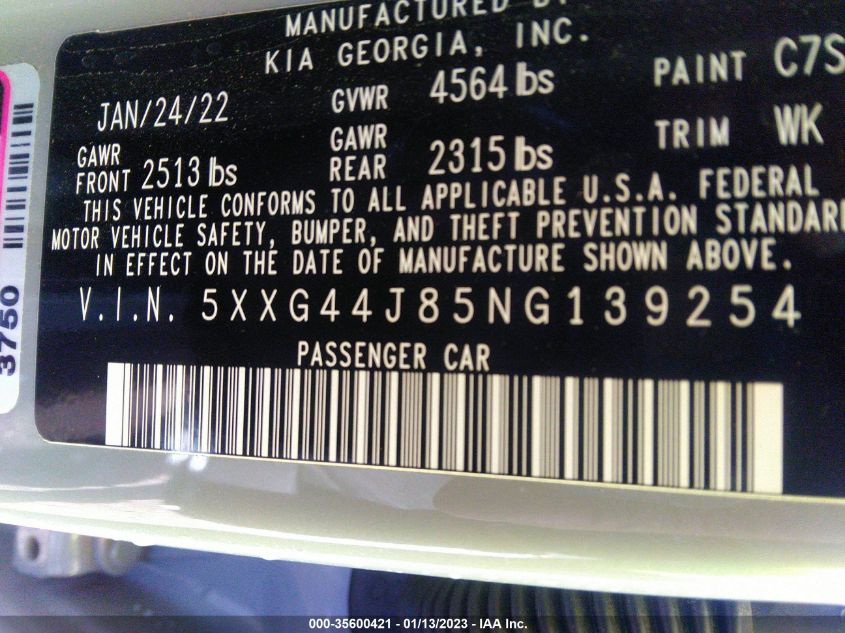 MANUFACTURED BY
KIA GEORGIA, INC.
JAN/24/22 GVWR 4564 lbs PAINT C7S
GAWR FRONT 2513 lbs GAWR REAR 2315 lbs TRIM WK
THIS VEHICLE CONFORMS TO ALL APPLICABLE U.S.A. FEDERAL
MOTOR VEHICLE SAFETY, BUMPER, AND THEFT PREVENTION STANDARD
IN EFFECT ON THE DATE OF MANUFACTURE SHOWN ABOVE.
V.I.N. 5XXG44J85NG139254
PASSENGER CAR
3750
000-35600421 - 01/13/2023 - IAA Inc.